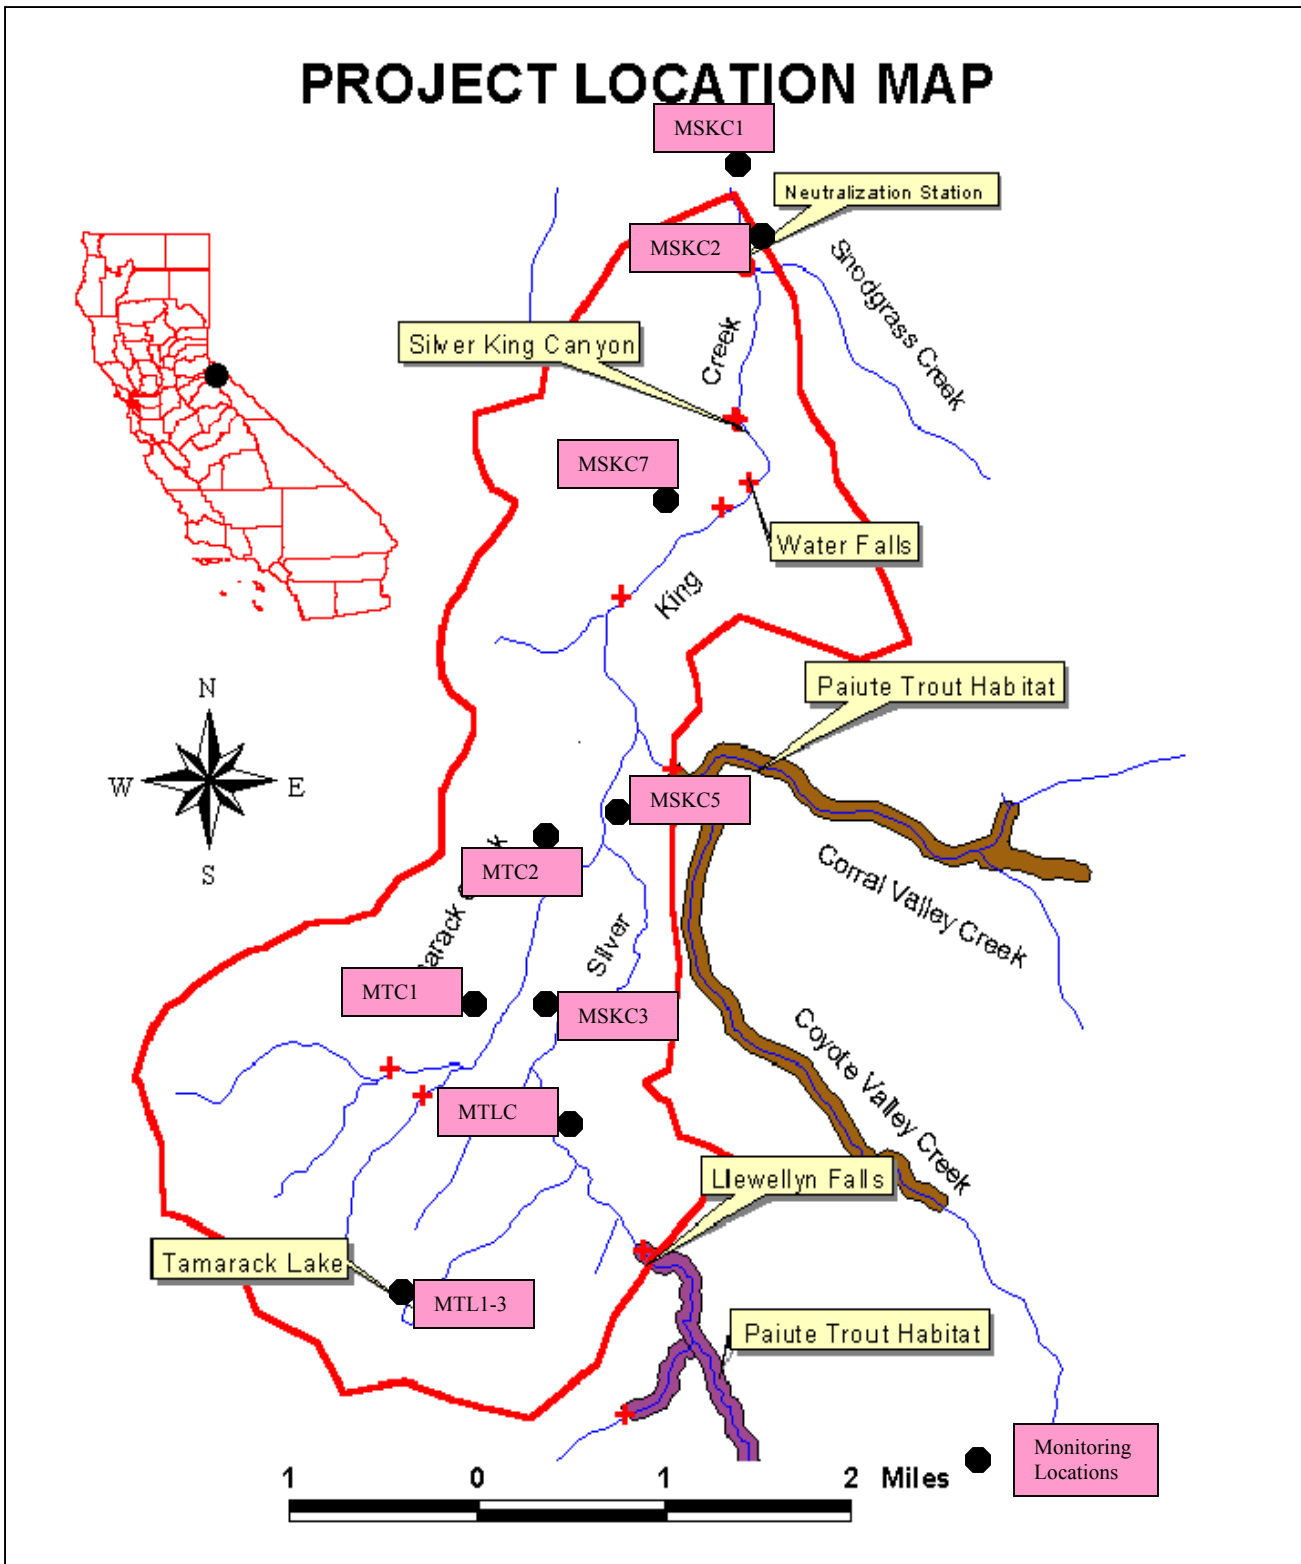 PROJECT LOCATION MAP
MSKC1
Neutralization Station
MSKC2
Snodgrass Creek
Silver King Canyon
Creek
MSKC7
Water Falls
King
Paiute Trout Habitat
N
W
E
S
MSKC5
MTC2
Corral Valley Creek
Silver
MTC1
MSKC3
Coyote Valley Creek
MTLC
Llewellyn Falls
Tamarack Lake
MTL1-3
Paiute Trout Habitat
Monitoring
Locations
1 0 1 2 Miles